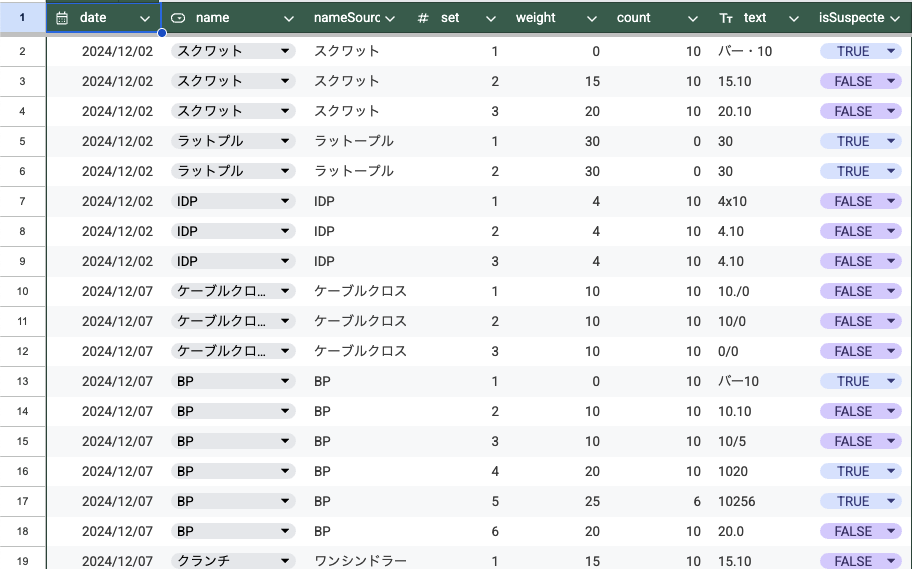 1 date name nameSourc # set weight count Tт text isSuspecte
2 2024/12/02 スクワット スクワット 1 0 10 バー・10 TRUE
3 2024/12/02 スクワット スクワット 2 15 10 15.10 FALSE
4 2024/12/02 スクワット スクワット 3 20 10 20.10 FALSE
5 2024/12/02 ラットプル ラットープル 1 30 0 30 TRUE
6 2024/12/02 ラットプル ラットープル 2 30 0 30 TRUE
7 2024/12/02 IDP IDP 1 4 10 4x10 FALSE
8 2024/12/02 IDP IDP 2 4 10 4.10 FALSE
9 2024/12/02 IDP IDP 3 4 10 4.10 FALSE
10 2024/12/07 ケーブルクロ... ケーブルクロス 1 10 10 10./0 FALSE
11 2024/12/07 ケーブルクロ... ケーブルクロス 2 10 10 10/0 FALSE
12 2024/12/07 ケーブルクロ... ケーブルクロス 3 10 10 0/0 FALSE
13 2024/12/07 BP BP 1 0 10 バー10 TRUE
14 2024/12/07 BP BP 2 10 10 10.10 FALSE
15 2024/12/07 BP BP 3 10 10 10/5 FALSE
16 2024/12/07 BP BP 4 20 10 1020 TRUE
17 2024/12/07 BP BP 5 25 6 10256 TRUE
18 2024/12/07 BP BP 6 20 10 20.0 FALSE
19 2024/12/07 クランチ ワンシンドラー 1 15 10 15.10 FALSE